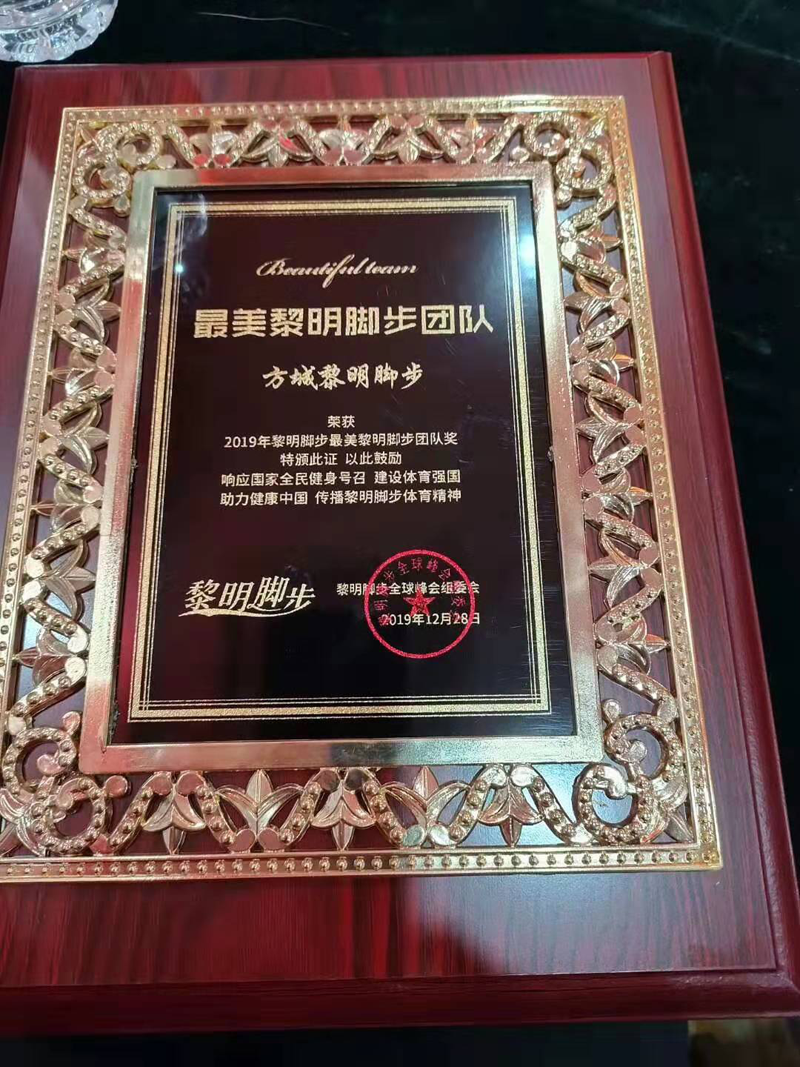 Beautiful team
最美黎明脚步团队
方城黎明脚步
荣获
2019年黎明脚步最美黎明脚步团队奖
特颁此证 以此鼓励
响应国家全民健身号召 建设体育强国
助力健康中国 传播黎明脚步体育精神
黎明脚步
黎明脚步全球峰会组委会
2019年12月28日